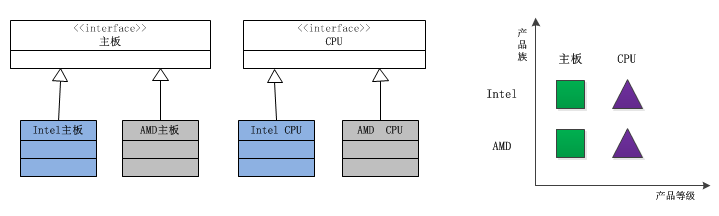 <<interface>>
主板
<<interface>>
CPU
Intel主板
AMD主板
Intel CPU
AMD CPU
产品族
主板
CPU
Intel
AMD
产品等级